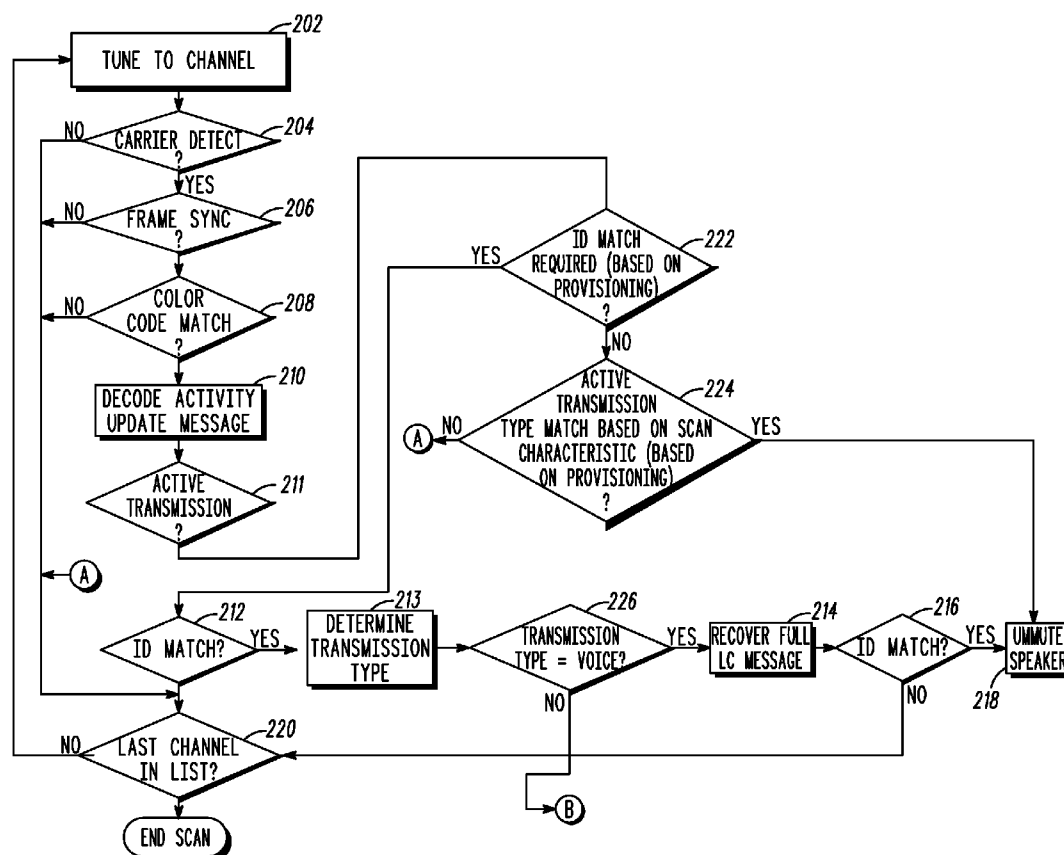 202
TUNE TO CHANNEL
NO
CARRIER DETECT
?
204
YES
NO
FRAME SYNC
?
206
NO
COLOR
CODE MATCH
?
208
210
DECODE ACTIVITY
UPDATE MESSAGE
ACTIVE
TRANSMISSION
?
211
YES
ID MATCH
REQUIRED (BASED ON
PROVISIONING)
?
222
NO
A
NO
ACTIVE
TRANSMISSION
TYPE MATCH BASED ON SCAN
CHARACTERISTIC (BASED
ON PROVISIONING)
?
224
YES
A
212
ID MATCH?
YES
213
DETERMINE
TRANSMISSION
TYPE
226
TRANSMISSION
TYPE = VOICE?
YES
NO
214
RECOVER FULL
LC MESSAGE
216
ID MATCH?
YES
NO
UMMUTE
SPEAKER
218
NO
LAST CHANNEL
IN LIST?
220
B
END SCAN